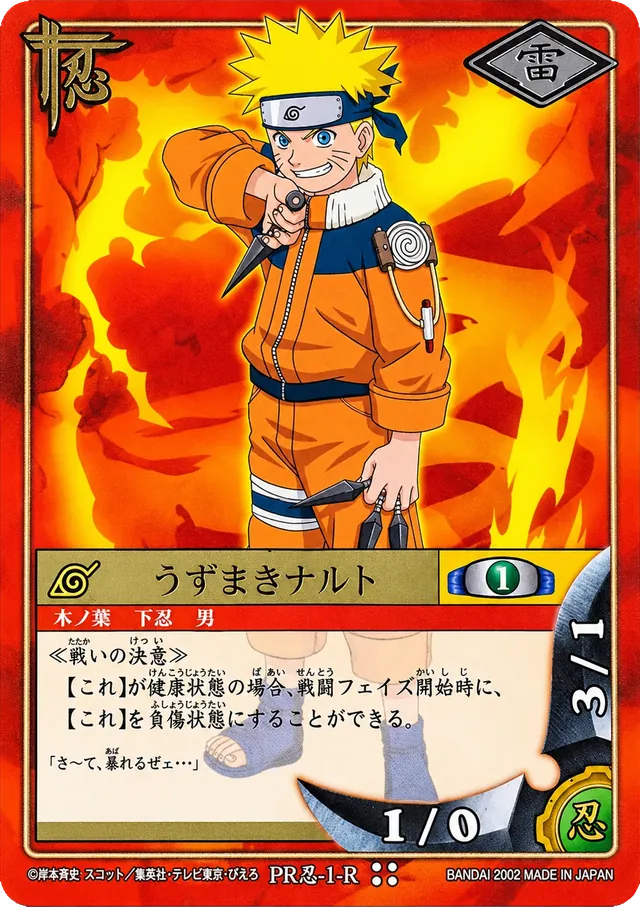 忍
雷
うずまきナルト
1
木ノ葉 下忍 男
≪戦いの決意≫
【これ】が健康状態の場合、戦闘フェイズ開始時に、
【これ】を負傷状態にすることができる。
「さ～て、暴れるぜェ…」
3/1
1/0
忍
©岸本斉史 スコット/集英社・テレビ東京・ぴえろ
PR忍-1-R
BANDAI 2002 MADE IN JAPAN